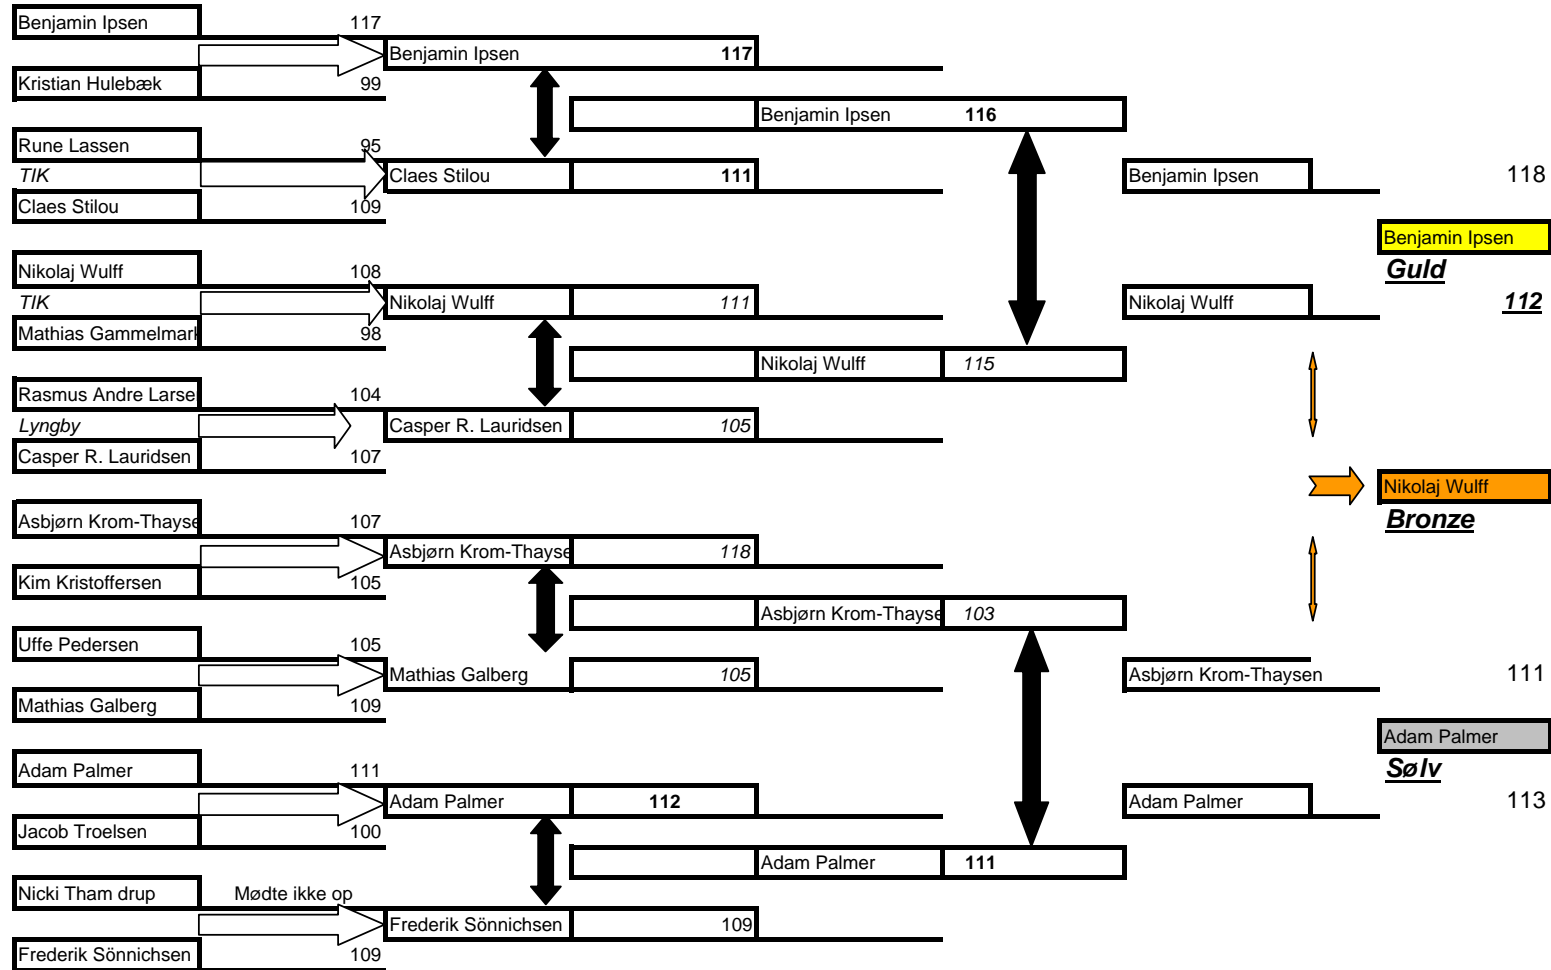 Benjamin Ipsen 117
Benjamin Ipsen 117
Kristian Hulebæk 99
Benjamin Ipsen 116
Rune Lassen 95
TIK Claes Stilou 111 Benjamin Ipsen 118
Claes Stilou 109
Benjamin Ipsen
Nikolaj Wulff 108 Guld
TIK Nikolaj Wulff 111 Nikolaj Wulff 112
Mathias Gammelmark 98
Nikolaj Wulff 115
Rasmus Andre Larse 104
Lyngby Casper R. Lauridsen 105
Casper R. Lauridsen 107
Nikolaj Wulff
Asbjørn Krom-Thayse 107 Bronze
Asbjørn Krom-Thayse 118
Kim Kristoffersen 105
Asbjørn Krom-Thayse 103
Uffe Pedersen 105
Mathias Galberg 105 Asbjørn Krom-Thaysen 111
Mathias Galberg 109
Adam Palmer
Adam Palmer 111 Sølv
Adam Palmer 112 Adam Palmer 113
Jacob Troelsen 100
Adam Palmer 111
Nicki Tham drup Mødte ikke op
Frederik Sönnichsen 109
Frederik Sönnichsen 109